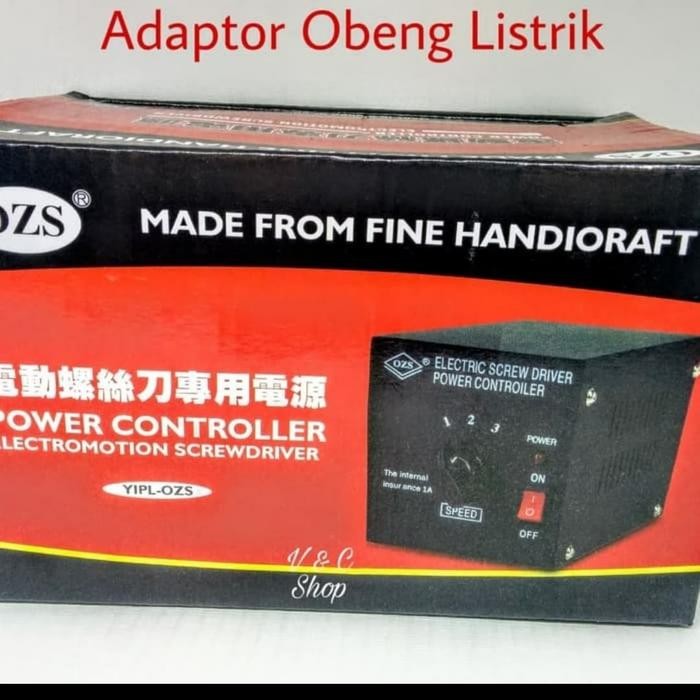 Adaptor Obeng Listrik
OZS®
MADE FROM FINE HANDIORAFT
電動螺絲刀專用電源
POWER CONTROLLER
ELECTROMOTION SCREWDRIVER
YIPL-OZS
OZS® ELECTRIC SCREW DRIVER
POWER CONTROILER
1 2 3
POWER
ON
The internal
insurance 1A
SPEED
I
O
OFF
V & C
Shop